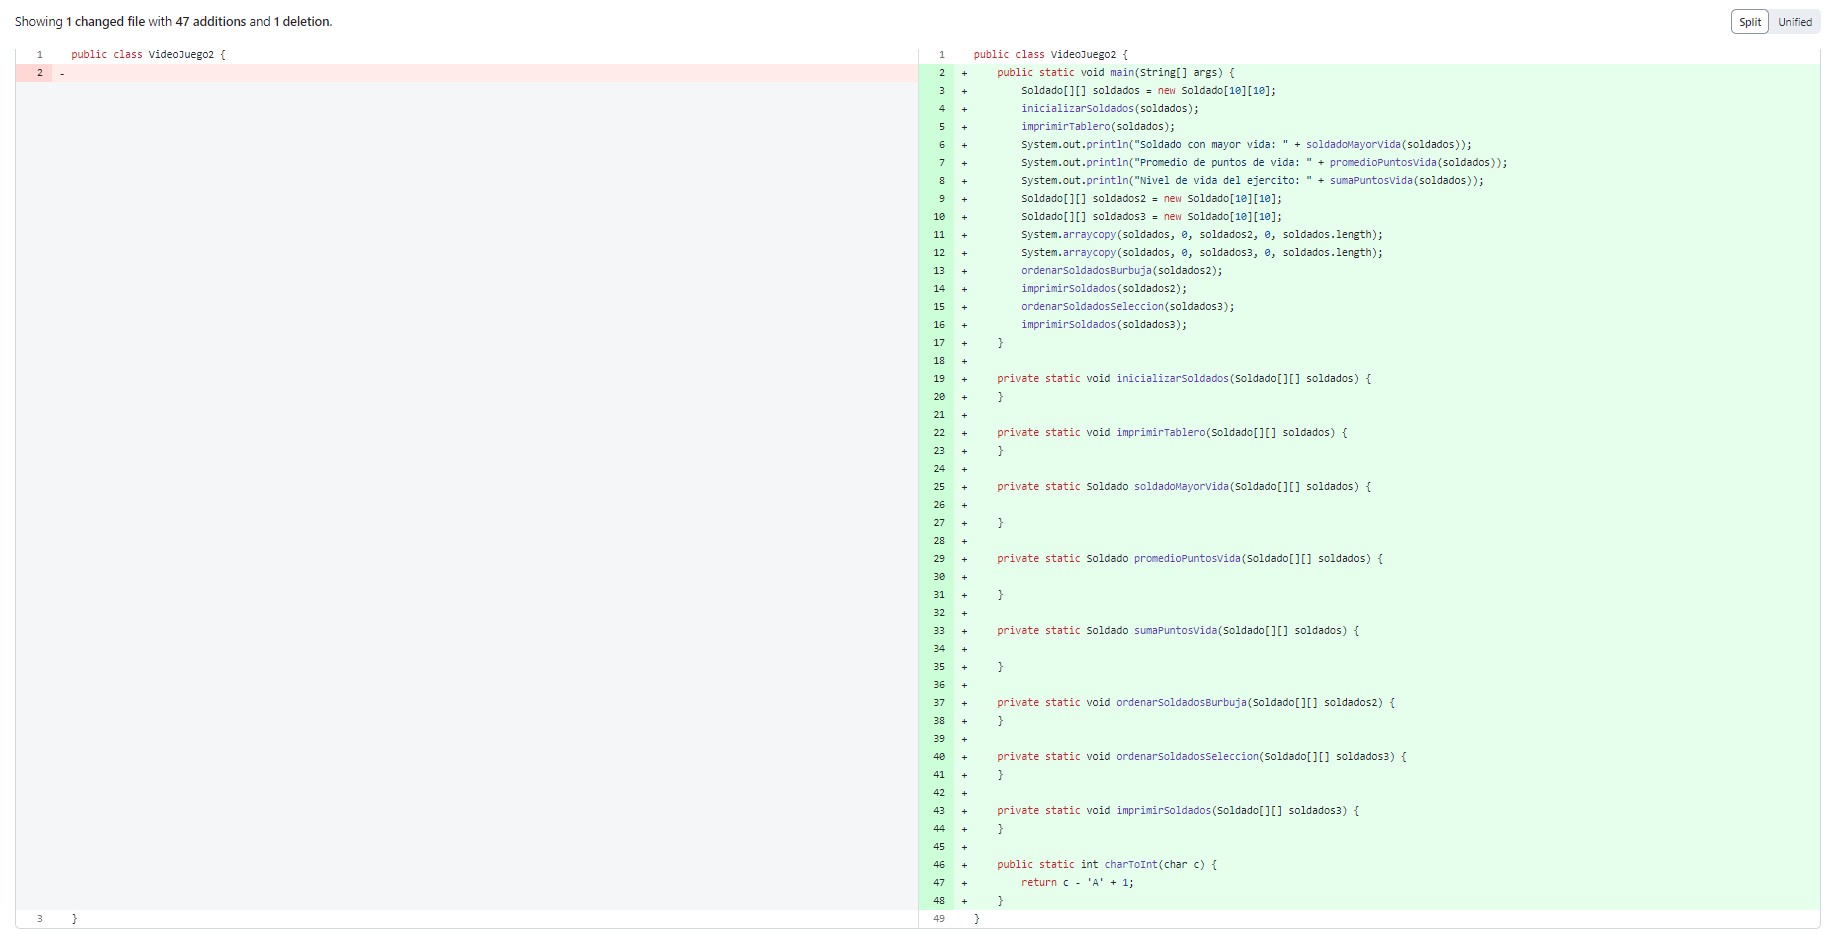 Showing 1 changed file with 47 additions and 1 deletion.
Split Unified
1 public class VideoJuego2 {
2 -
3 }
1 public class VideoJuego2 {
2 + public static void main(String[] args) {
3 + Soldado[][] soldados = new Soldado[10][10];
4 + inicializarSoldados(soldados);
5 + imprimirTablero(soldados);
6 + System.out.println("Soldado con mayor vida: " + soldadoMayorVida(soldados));
7 + System.out.println("Promedio de puntos de vida: " + promedioPuntosVida(soldados));
8 + System.out.println("Nivel de vida del ejercito: " + sumaPuntosVida(soldados));
9 + Soldado[][] soldados2 = new Soldado[10][10];
10 + Soldado[][] soldados3 = new Soldado[10][10];
11 + System.arraycopy(soldados, 0, soldados2, 0, soldados.length);
12 + System.arraycopy(soldados, 0, soldados3, 0, soldados.length);
13 + ordenarSoldadosBurbuja(soldados2);
14 + imprimirSoldados(soldados2);
15 + ordenarSoldadosSeleccion(soldados3);
16 + imprimirSoldados(soldados3);
17 + }
18 +
19 + private static void inicializarSoldados(Soldado[][] soldados) {
20 + }
21 +
22 + private static void imprimirTablero(Soldado[][] soldados) {
23 + }
24 +
25 + private static Soldado soldadoMayorVida(Soldado[][] soldados) {
26 +
27 + }
28 +
29 + private static Soldado promedioPuntosVida(Soldado[][] soldados) {
30 +
31 + }
32 +
33 + private static Soldado sumaPuntosVida(Soldado[][] soldados) {
34 +
35 + }
36 +
37 + private static void ordenarSoldadosBurbuja(Soldado[][] soldados2) {
38 + }
39 +
40 + private static void ordenarSoldadosSeleccion(Soldado[][] soldados3) {
41 + }
42 +
43 + private static void imprimirSoldados(Soldado[][] soldados3) {
44 + }
45 +
46 + public static int charToInt(char c) {
47 + return c - 'A' + 1;
48 + }
49 }